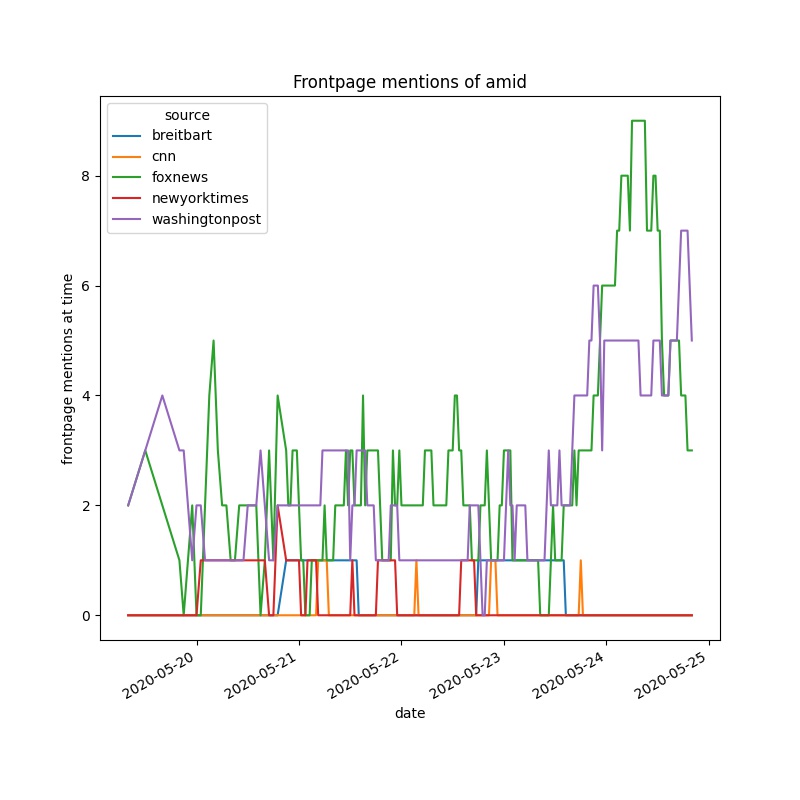 Frontpage mentions of amid
source
breitbart
cnn
foxnews
newyorktimes
washingtonpost
frontpage mentions at time
8
6
4
2
0
2020-05-20
2020-05-21
2020-05-22
2020-05-23
2020-05-24
2020-05-25
date